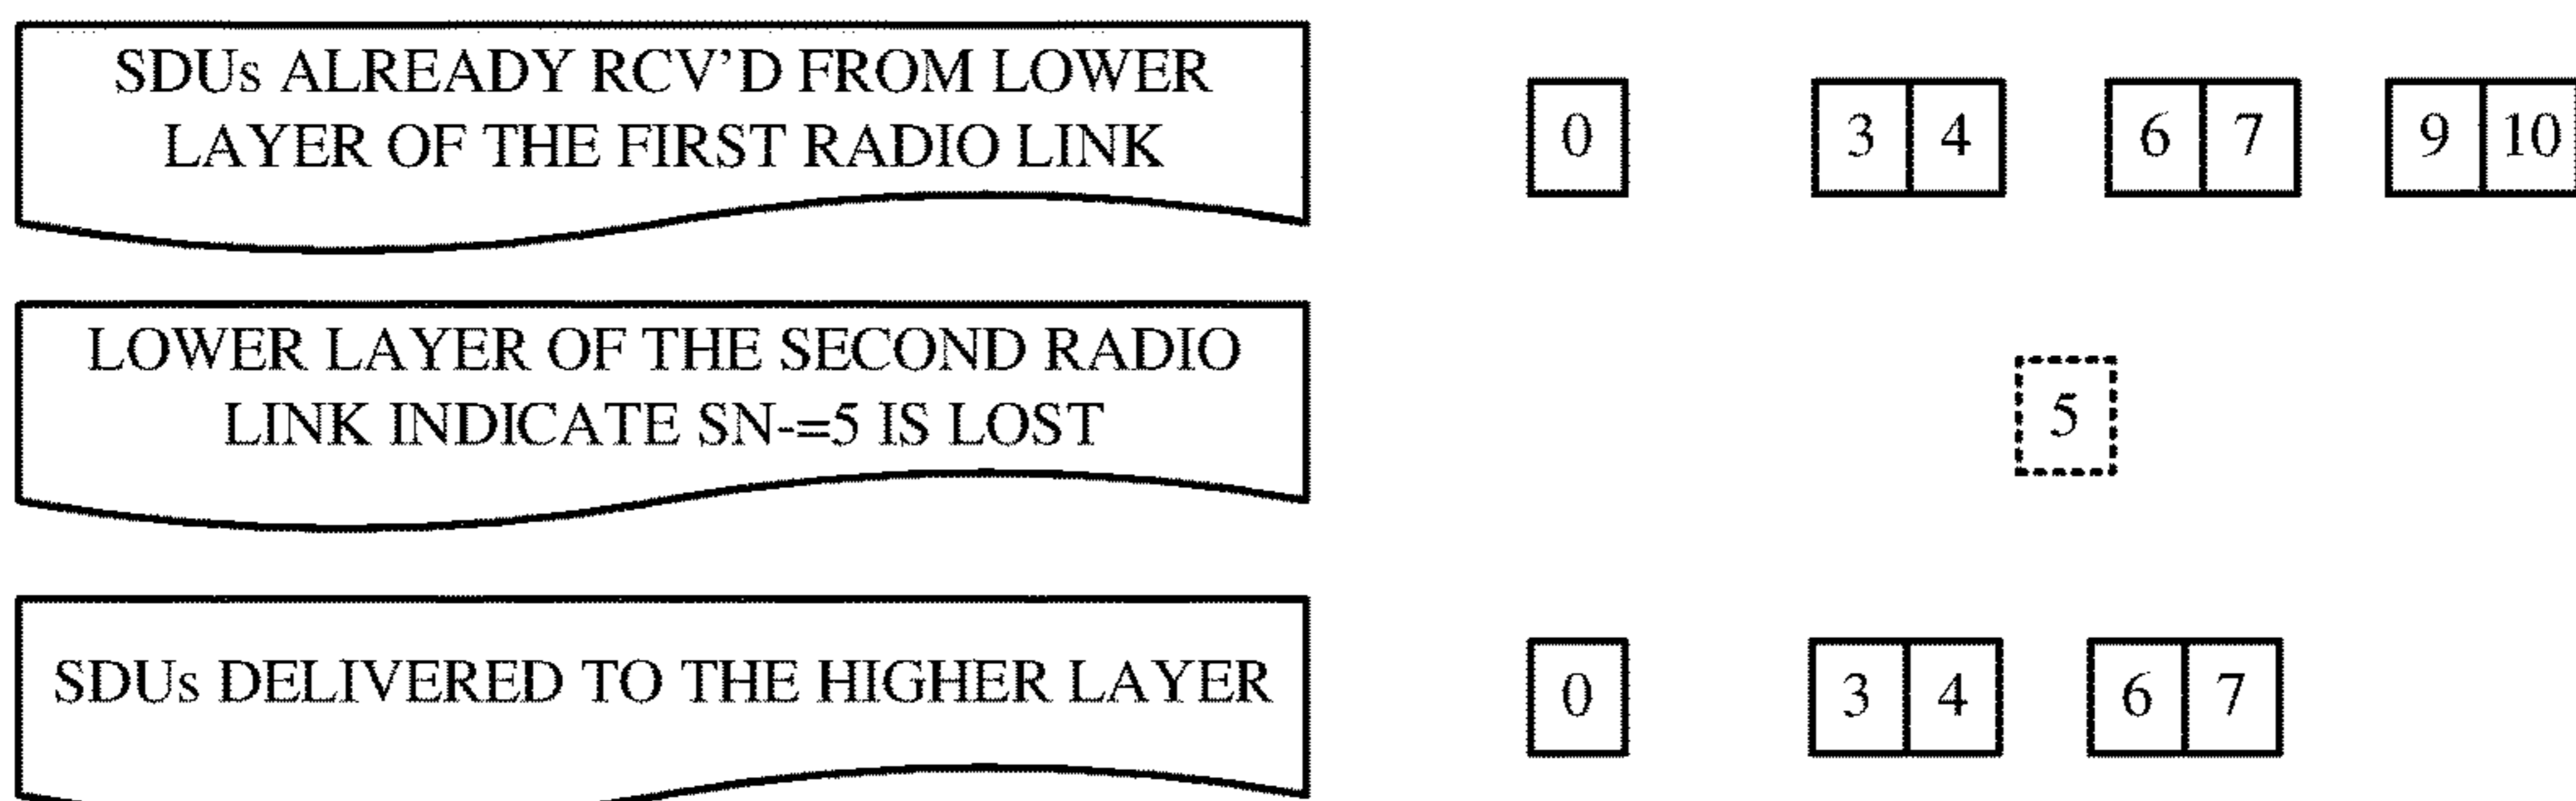 SDUs ALREADY RCV'D FROM LOWER
LAYER OF THE FIRST RADIO LINK
0 3 4 6 7 9 10
LOWER LAYER OF THE SECOND RADIO
LINK INDICATE SN-=5 IS LOST
5
SDUs DELIVERED TO THE HIGHER LAYER
0 3 4 6 7